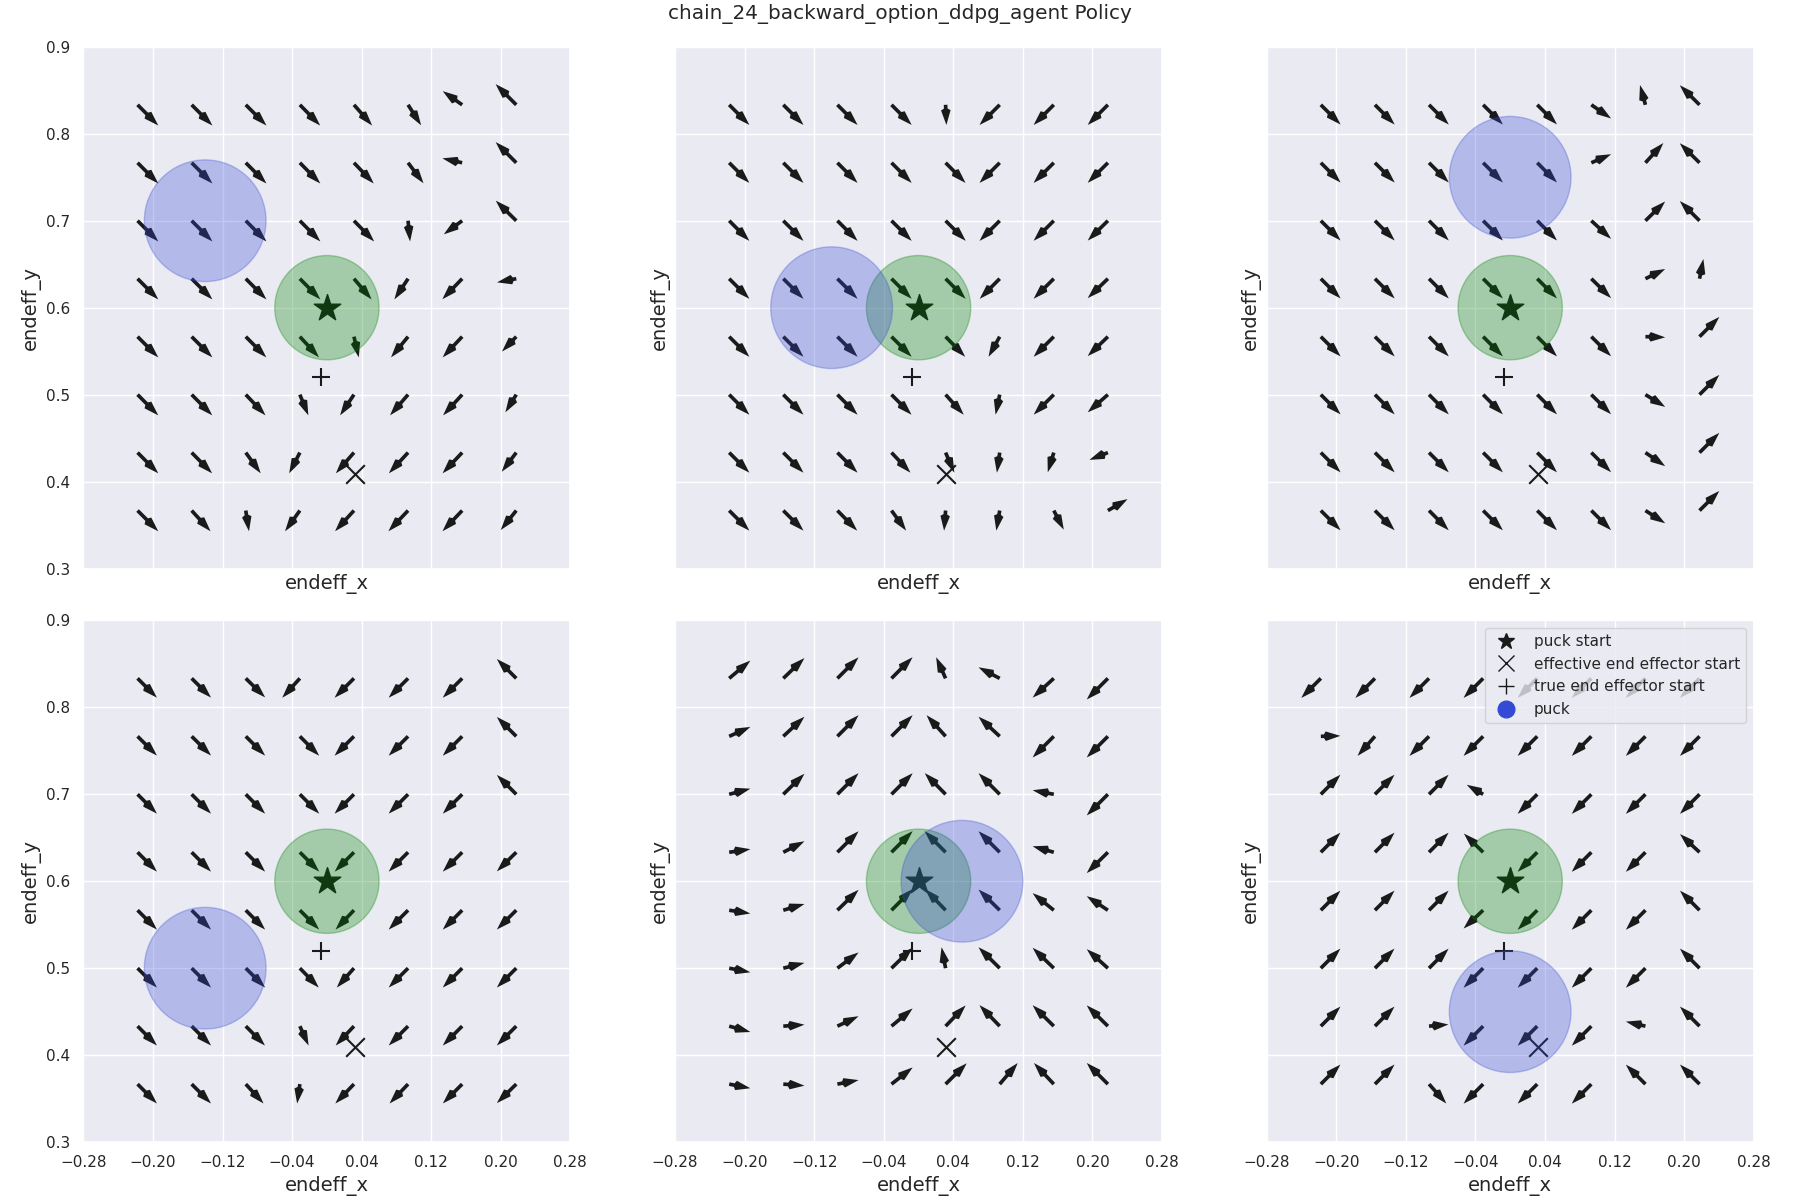 chain_24_backward_option_ddpg_agent Policy
0.9
0.8
0.7
0.6
0.5
0.4
0.3
endeff_y
endeff_x
endeff_y
endeff_x
endeff_y
endeff_x
0.9
0.8
0.7
0.6
0.5
0.4
0.3
endeff_y
−0.28 −0.20 −0.12 −0.04 0.04 0.12 0.20 0.28
endeff_x
endeff_y
−0.28 −0.20 −0.12 −0.04 0.04 0.12 0.20 0.28
endeff_x
puck start
effective end effector start
true end effector start
puck
endeff_y
−0.28 −0.20 −0.12 −0.04 0.04 0.12 0.20 0.28
endeff_x